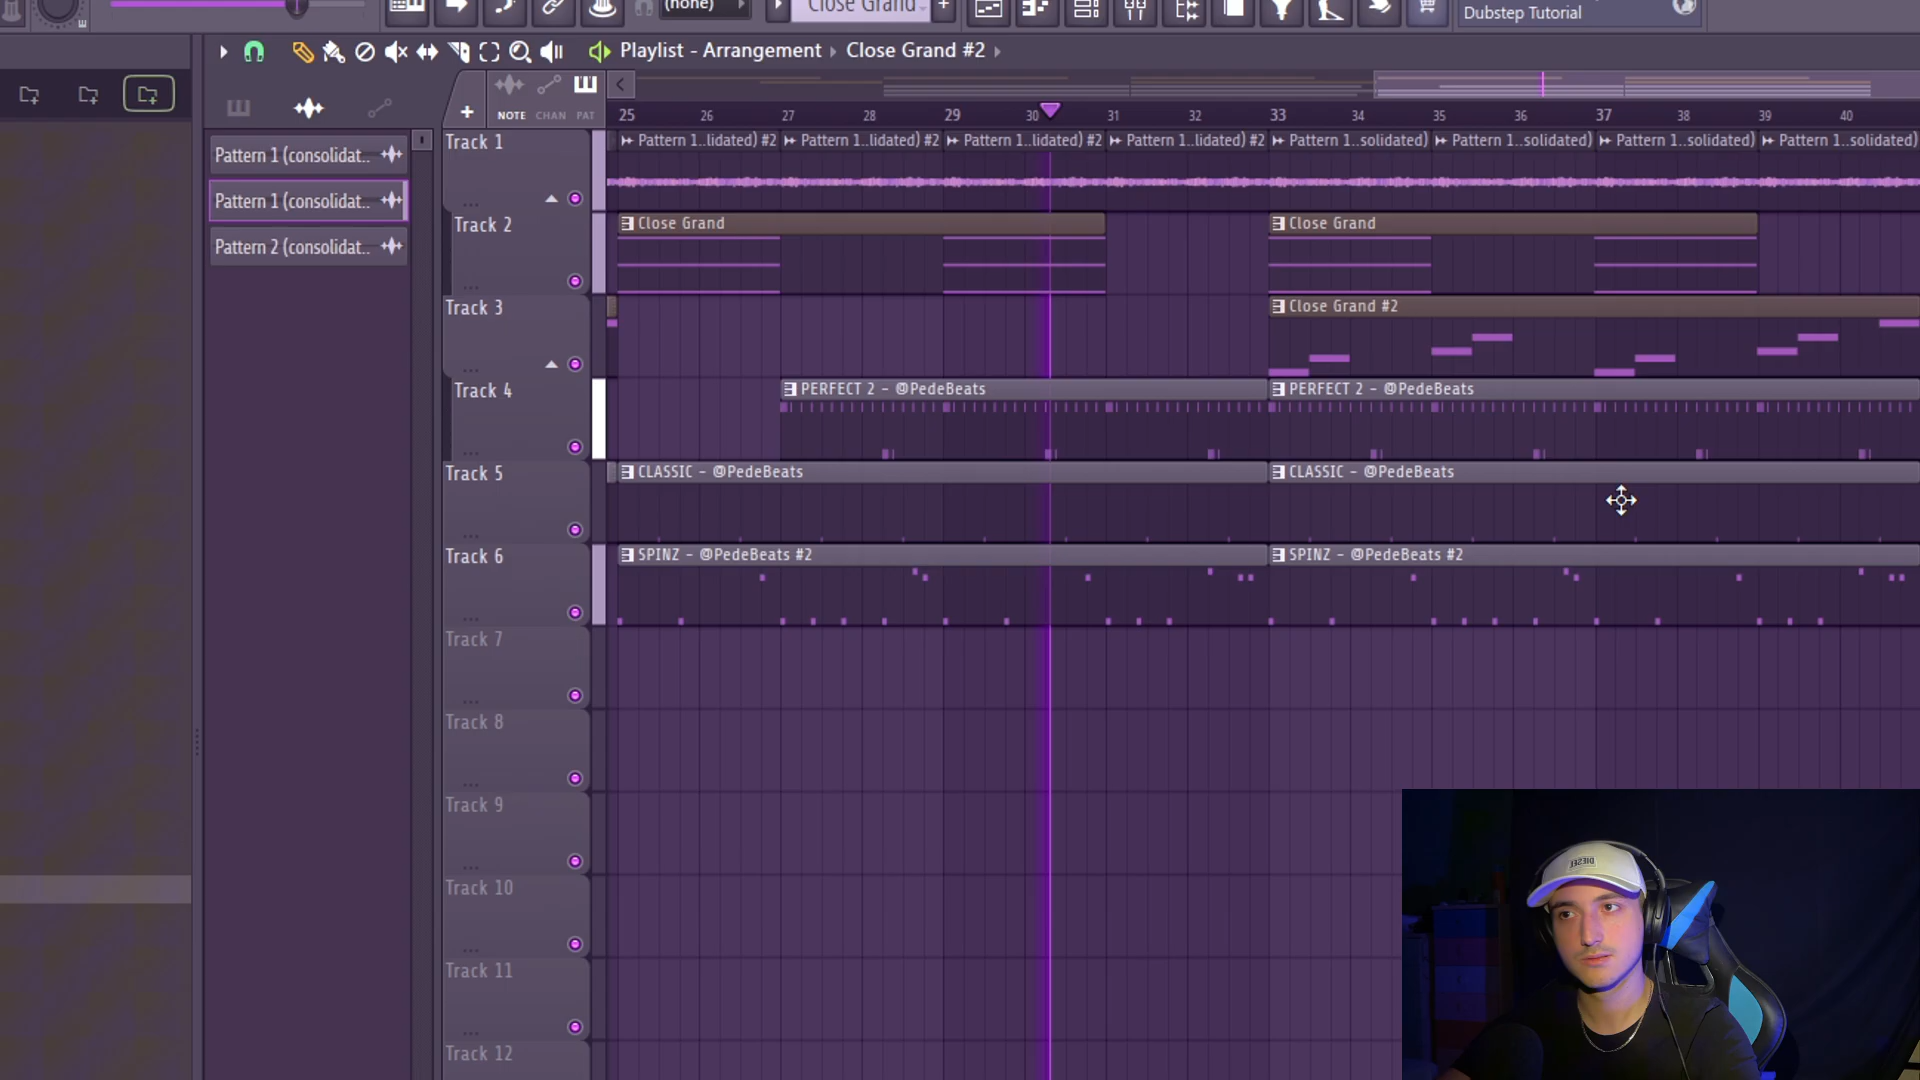 (none)
Close Grand
Dubstep Tutorial
Playlist - Arrangement › Close Grand #2 ›
NOTE CHAN PAT
25 26 27 28 29 30 31 32 33 34 35 36 37 38 39 40
Pattern 1 (consolidat..
Pattern 1 (consolidat..
Pattern 2 (consolidat..
Track 1
Pattern 1..lidated) #2 Pattern 1..lidated) #2 Pattern 1..lidated) #2 Pattern 1..lidated) #2 Pattern 1..solidated) Pattern 1..solidated) Pattern 1..solidated) Pattern 1..solidated)
Track 2
Close Grand Close Grand
Track 3
Close Grand #2
Track 4
PERFECT 2 - @PedeBeats PERFECT 2 - @PedeBeats
Track 5
CLASSIC - @PedeBeats CLASSIC - @PedeBeats
Track 6
SPINZ - @PedeBeats #2 SPINZ - @PedeBeats #2
Track 7
Track 8
Track 9
Track 10
Track 11
Track 12
DIESEL